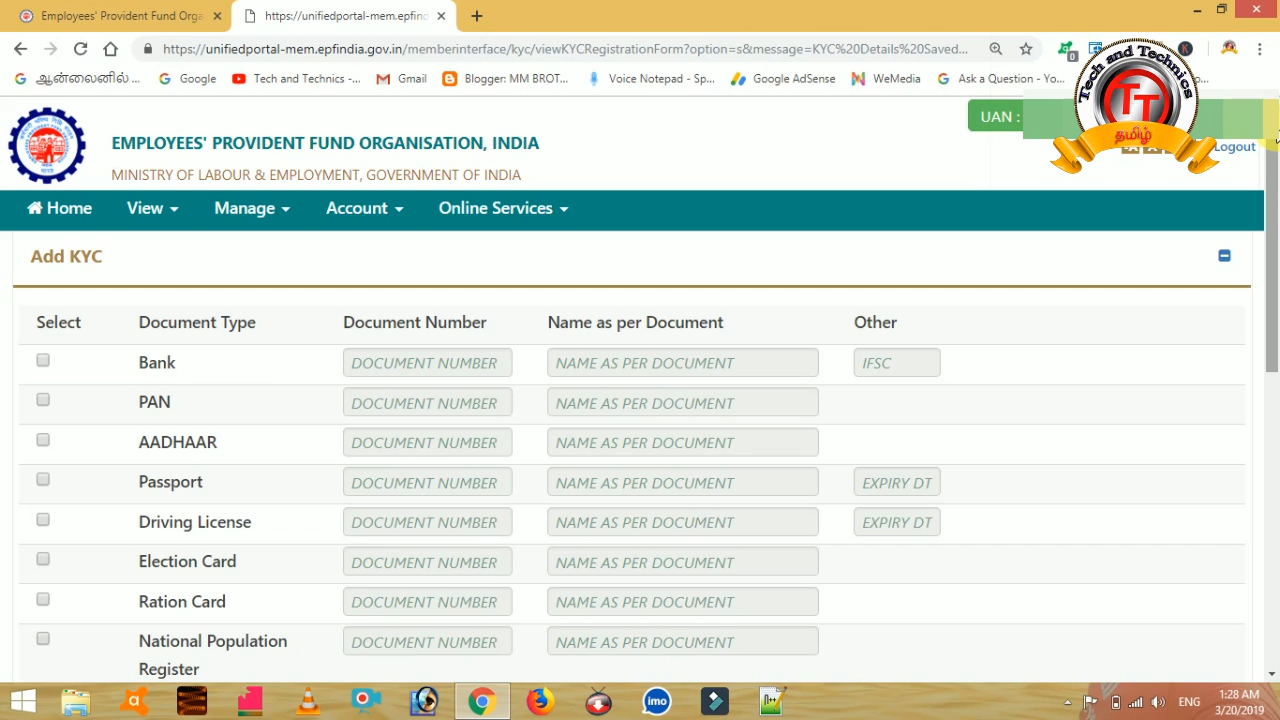 Employees' Provident Fund Orga
https://unifiedportal-mem.epfind
https://unifiedportal-mem.epfindia.gov.in/memberinterface/kyc/viewKYCRegistrationForm?option=s&message=KYC%20Details%20Saved...
0
K
ஆன்லைனில் ...
Google
Tech and Technics -...
Gmail
Blogger: MM BROT...
Voice Notepad - Sp...
Google AdSense
WeMedia
Ask a Question - Yo...
Tech and Technics
TT
தமிழ்
EMPLOYEES' PROVIDENT FUND ORGANISATION, INDIA
MINISTRY OF LABOUR & EMPLOYMENT, GOVERNMENT OF INDIA
UAN :
Logout
Home View Manage Account Online Services
Add KYC
Select Document Type Document Number Name as per Document Other
Bank DOCUMENT NUMBER NAME AS PER DOCUMENT IFSC
PAN DOCUMENT NUMBER NAME AS PER DOCUMENT
AADHAAR DOCUMENT NUMBER NAME AS PER DOCUMENT
Passport DOCUMENT NUMBER NAME AS PER DOCUMENT EXPIRY DT
Driving License DOCUMENT NUMBER NAME AS PER DOCUMENT EXPIRY DT
Election Card DOCUMENT NUMBER NAME AS PER DOCUMENT
Ration Card DOCUMENT NUMBER NAME AS PER DOCUMENT
National Population DOCUMENT NUMBER NAME AS PER DOCUMENT
Register
imo
ENG
1:28 AM
3/20/2019